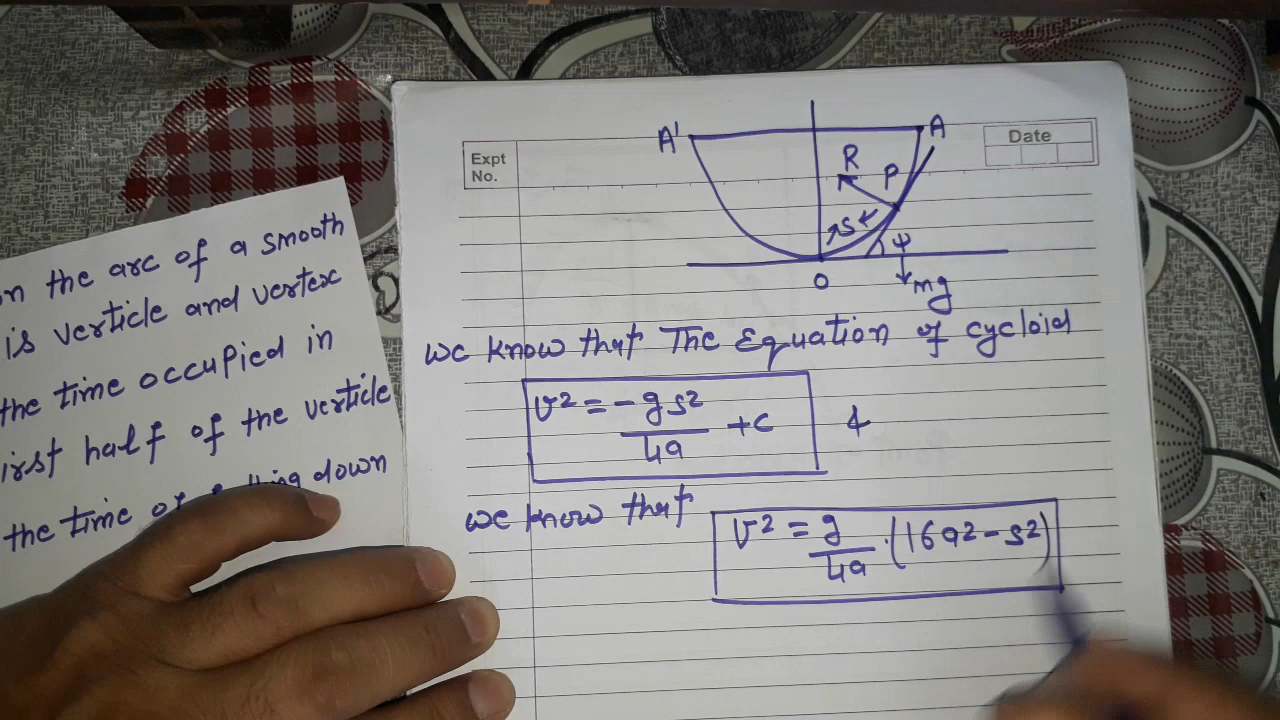 n the arc of a smooth
is verticle and vertex
the time occupied in
irst half of the verticle
the time of down
Expt
No.
Date
A' A
R P
S
ψ
O
mg
we know that The Equation of cycloid
v² = -gs²/4a + c &
we know that
v² = g/4a · (16a² - s²)